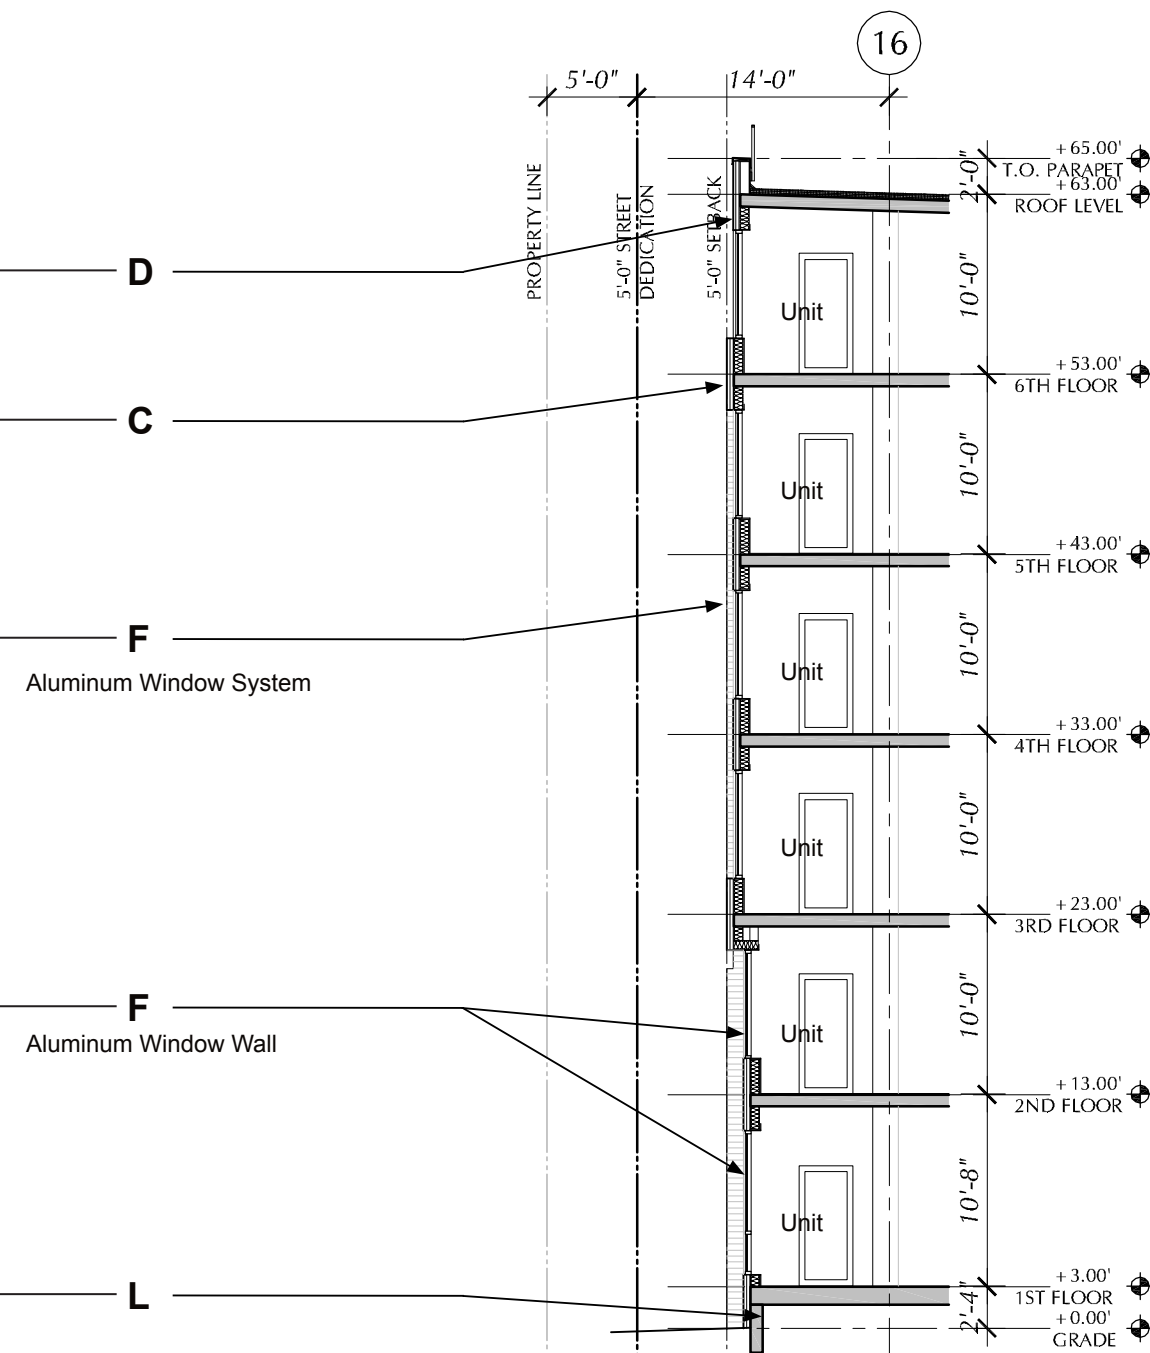 16
5'-0"
14'-0"
PROPERTY LINE
5'-0" STREET
DEDICATION
5'-0" SETBACK
+65.00'
T.O. PARAPET
2'-0"
+63.00'
ROOF LEVEL
D
Unit
10'-0"
+53.00'
6TH FLOOR
C
Unit
10'-0"
+43.00'
5TH FLOOR
F
Aluminum Window System
Unit
10'-0"
+33.00'
4TH FLOOR
Unit
10'-0"
+23.00'
3RD FLOOR
F
Aluminum Window Wall
Unit
10'-0"
+13.00'
2ND FLOOR
Unit
10'-8"
+3.00'
1ST FLOOR
L
2'-4"
+0.00'
GRADE